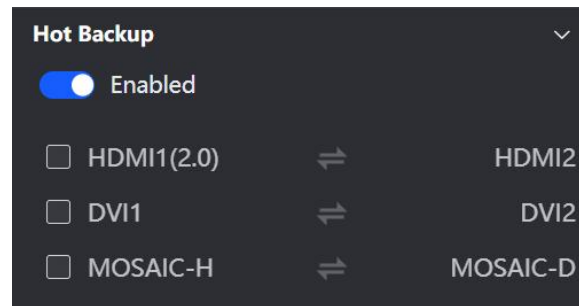 Hot Backup
Enabled
HDMI1(2.0) ⇌ HDMI2
DVI1 ⇌ DVI2
MOSAIC-H ⇌ MOSAIC-D